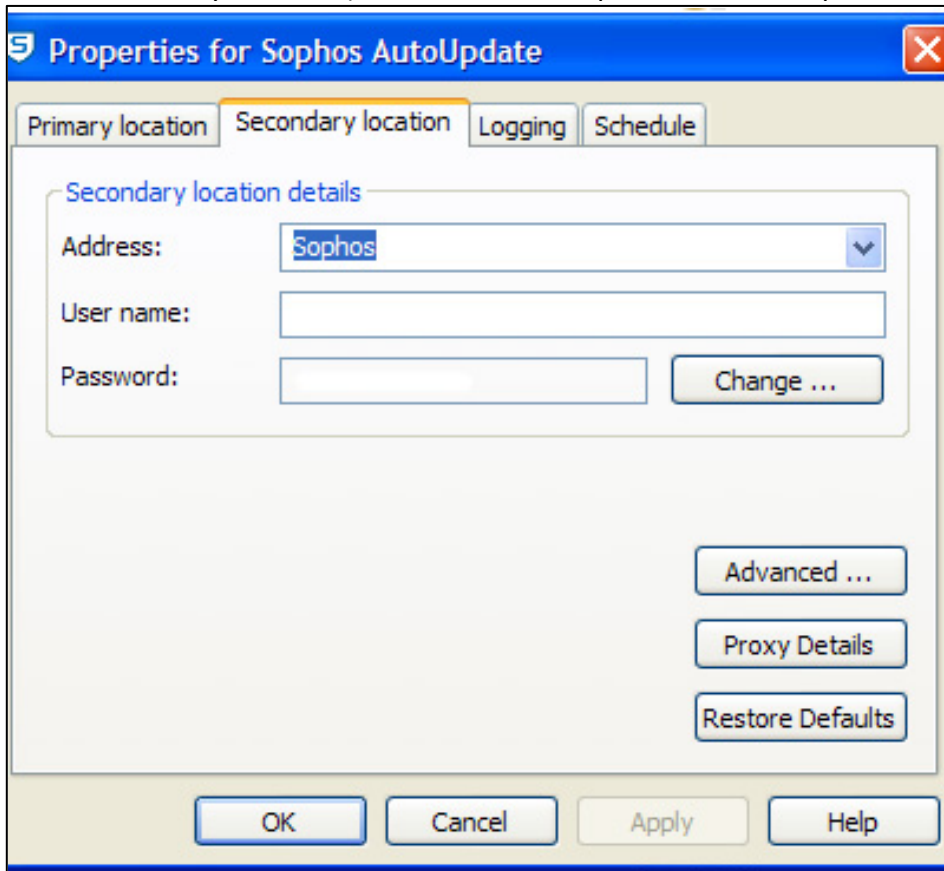 Properties for Sophos AutoUpdate
Primary location Secondary location Logging Schedule
Secondary location details
Address: Sophos
User name:
Password: Change ...
Advanced ...
Proxy Details
Restore Defaults
OK Cancel Apply Help